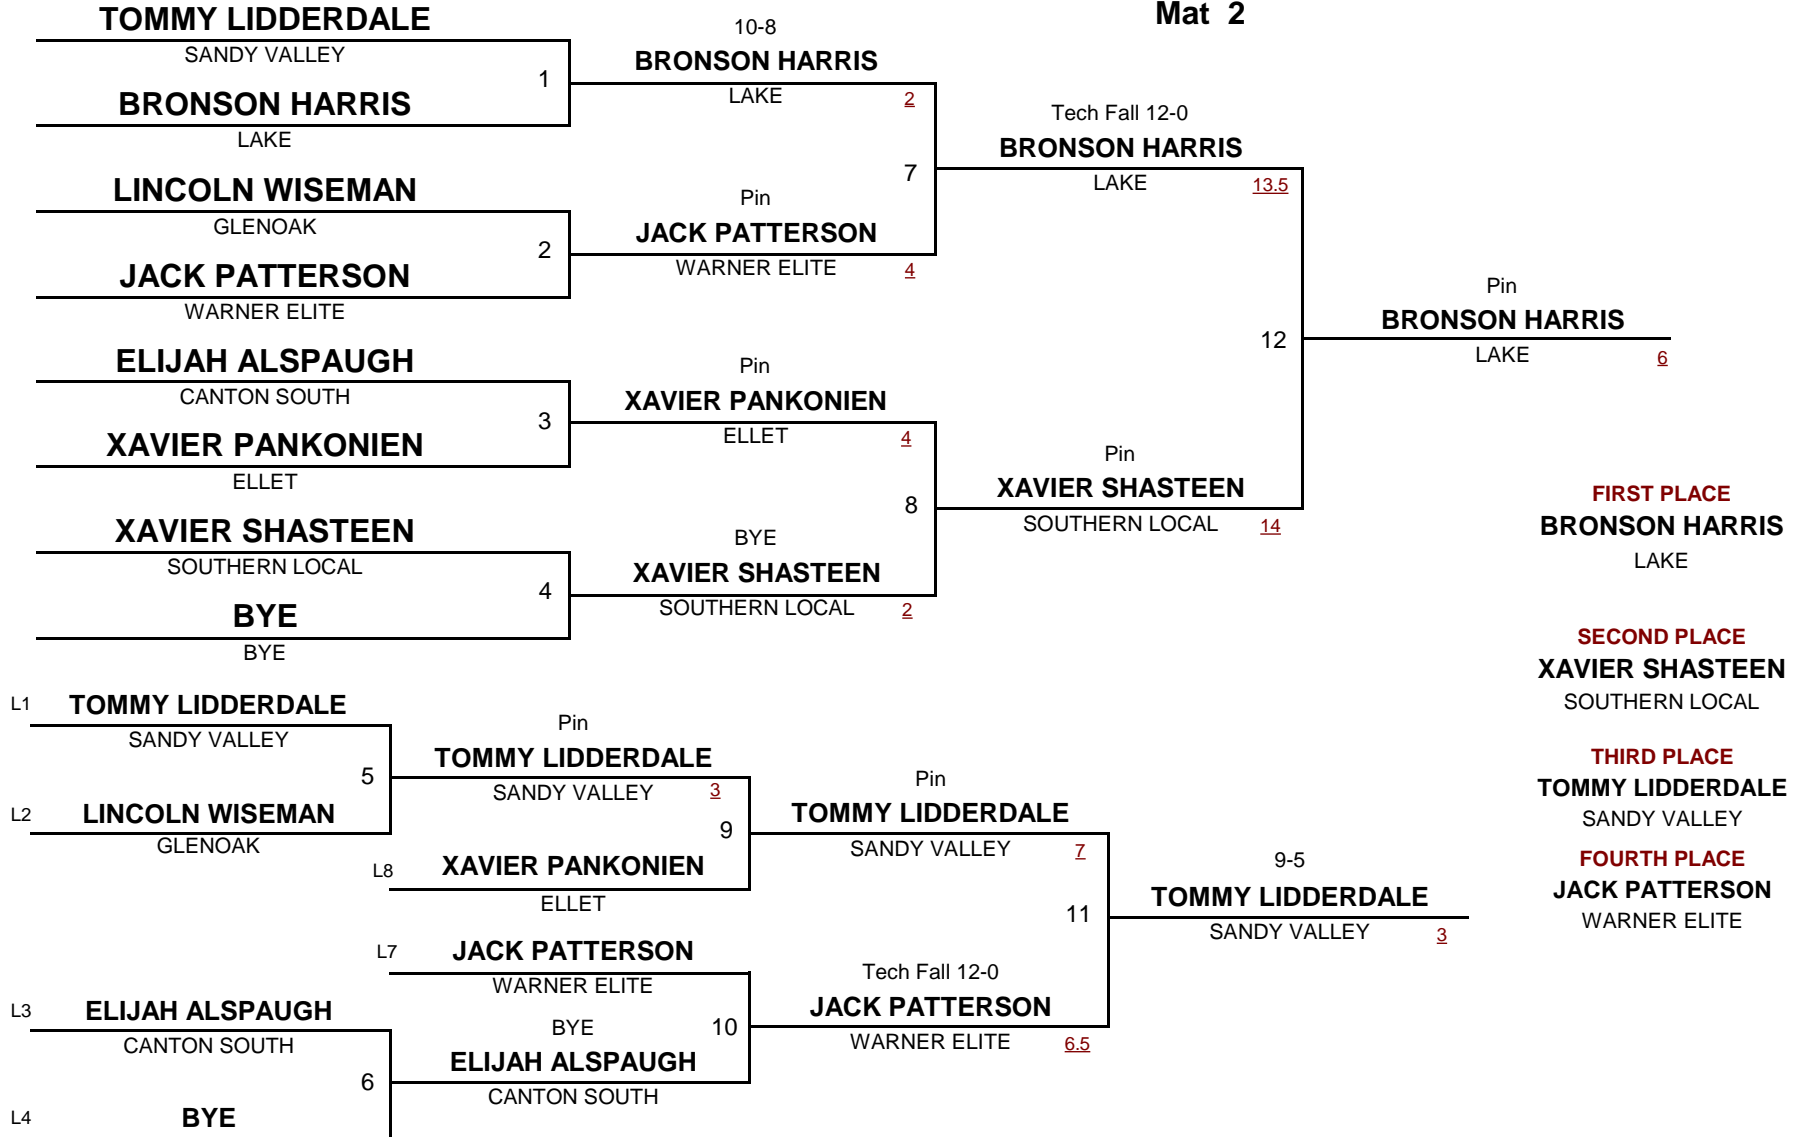 Mat 2
TOMMY LIDDERDALE
SANDY VALLEY
1
BRONSON HARRIS
LAKE
LINCOLN WISEMAN
GLENOAK
2
JACK PATTERSON
WARNER ELITE
ELIJAH ALSPAUGH
CANTON SOUTH
3
XAVIER PANKONIEN
ELLET
XAVIER SHASTEEN
SOUTHERN LOCAL
4
BYE
BYE
10-8
BRONSON HARRIS
LAKE 2
7
Pin
JACK PATTERSON
WARNER ELITE 4
Pin
XAVIER PANKONIEN
ELLET 4
8
BYE
XAVIER SHASTEEN
SOUTHERN LOCAL 2
Tech Fall 12-0
BRONSON HARRIS
LAKE 13.5
12
Pin
XAVIER SHASTEEN
SOUTHERN LOCAL 14
Pin
BRONSON HARRIS
LAKE 6
FIRST PLACE
BRONSON HARRIS
LAKE
SECOND PLACE
XAVIER SHASTEEN
SOUTHERN LOCAL
THIRD PLACE
TOMMY LIDDERDALE
SANDY VALLEY
FOURTH PLACE
JACK PATTERSON
WARNER ELITE
L1 TOMMY LIDDERDALE
SANDY VALLEY
5
L2 LINCOLN WISEMAN
GLENOAK
L3 ELIJAH ALSPAUGH
CANTON SOUTH
6
L4 BYE
Pin
TOMMY LIDDERDALE
SANDY VALLEY 3
9
L8 XAVIER PANKONIEN
ELLET
L7 JACK PATTERSON
WARNER ELITE
BYE 10
ELIJAH ALSPAUGH
CANTON SOUTH
Pin
TOMMY LIDDERDALE
SANDY VALLEY 7
11
Tech Fall 12-0
JACK PATTERSON
WARNER ELITE 6.5
9-5
TOMMY LIDDERDALE
SANDY VALLEY 3